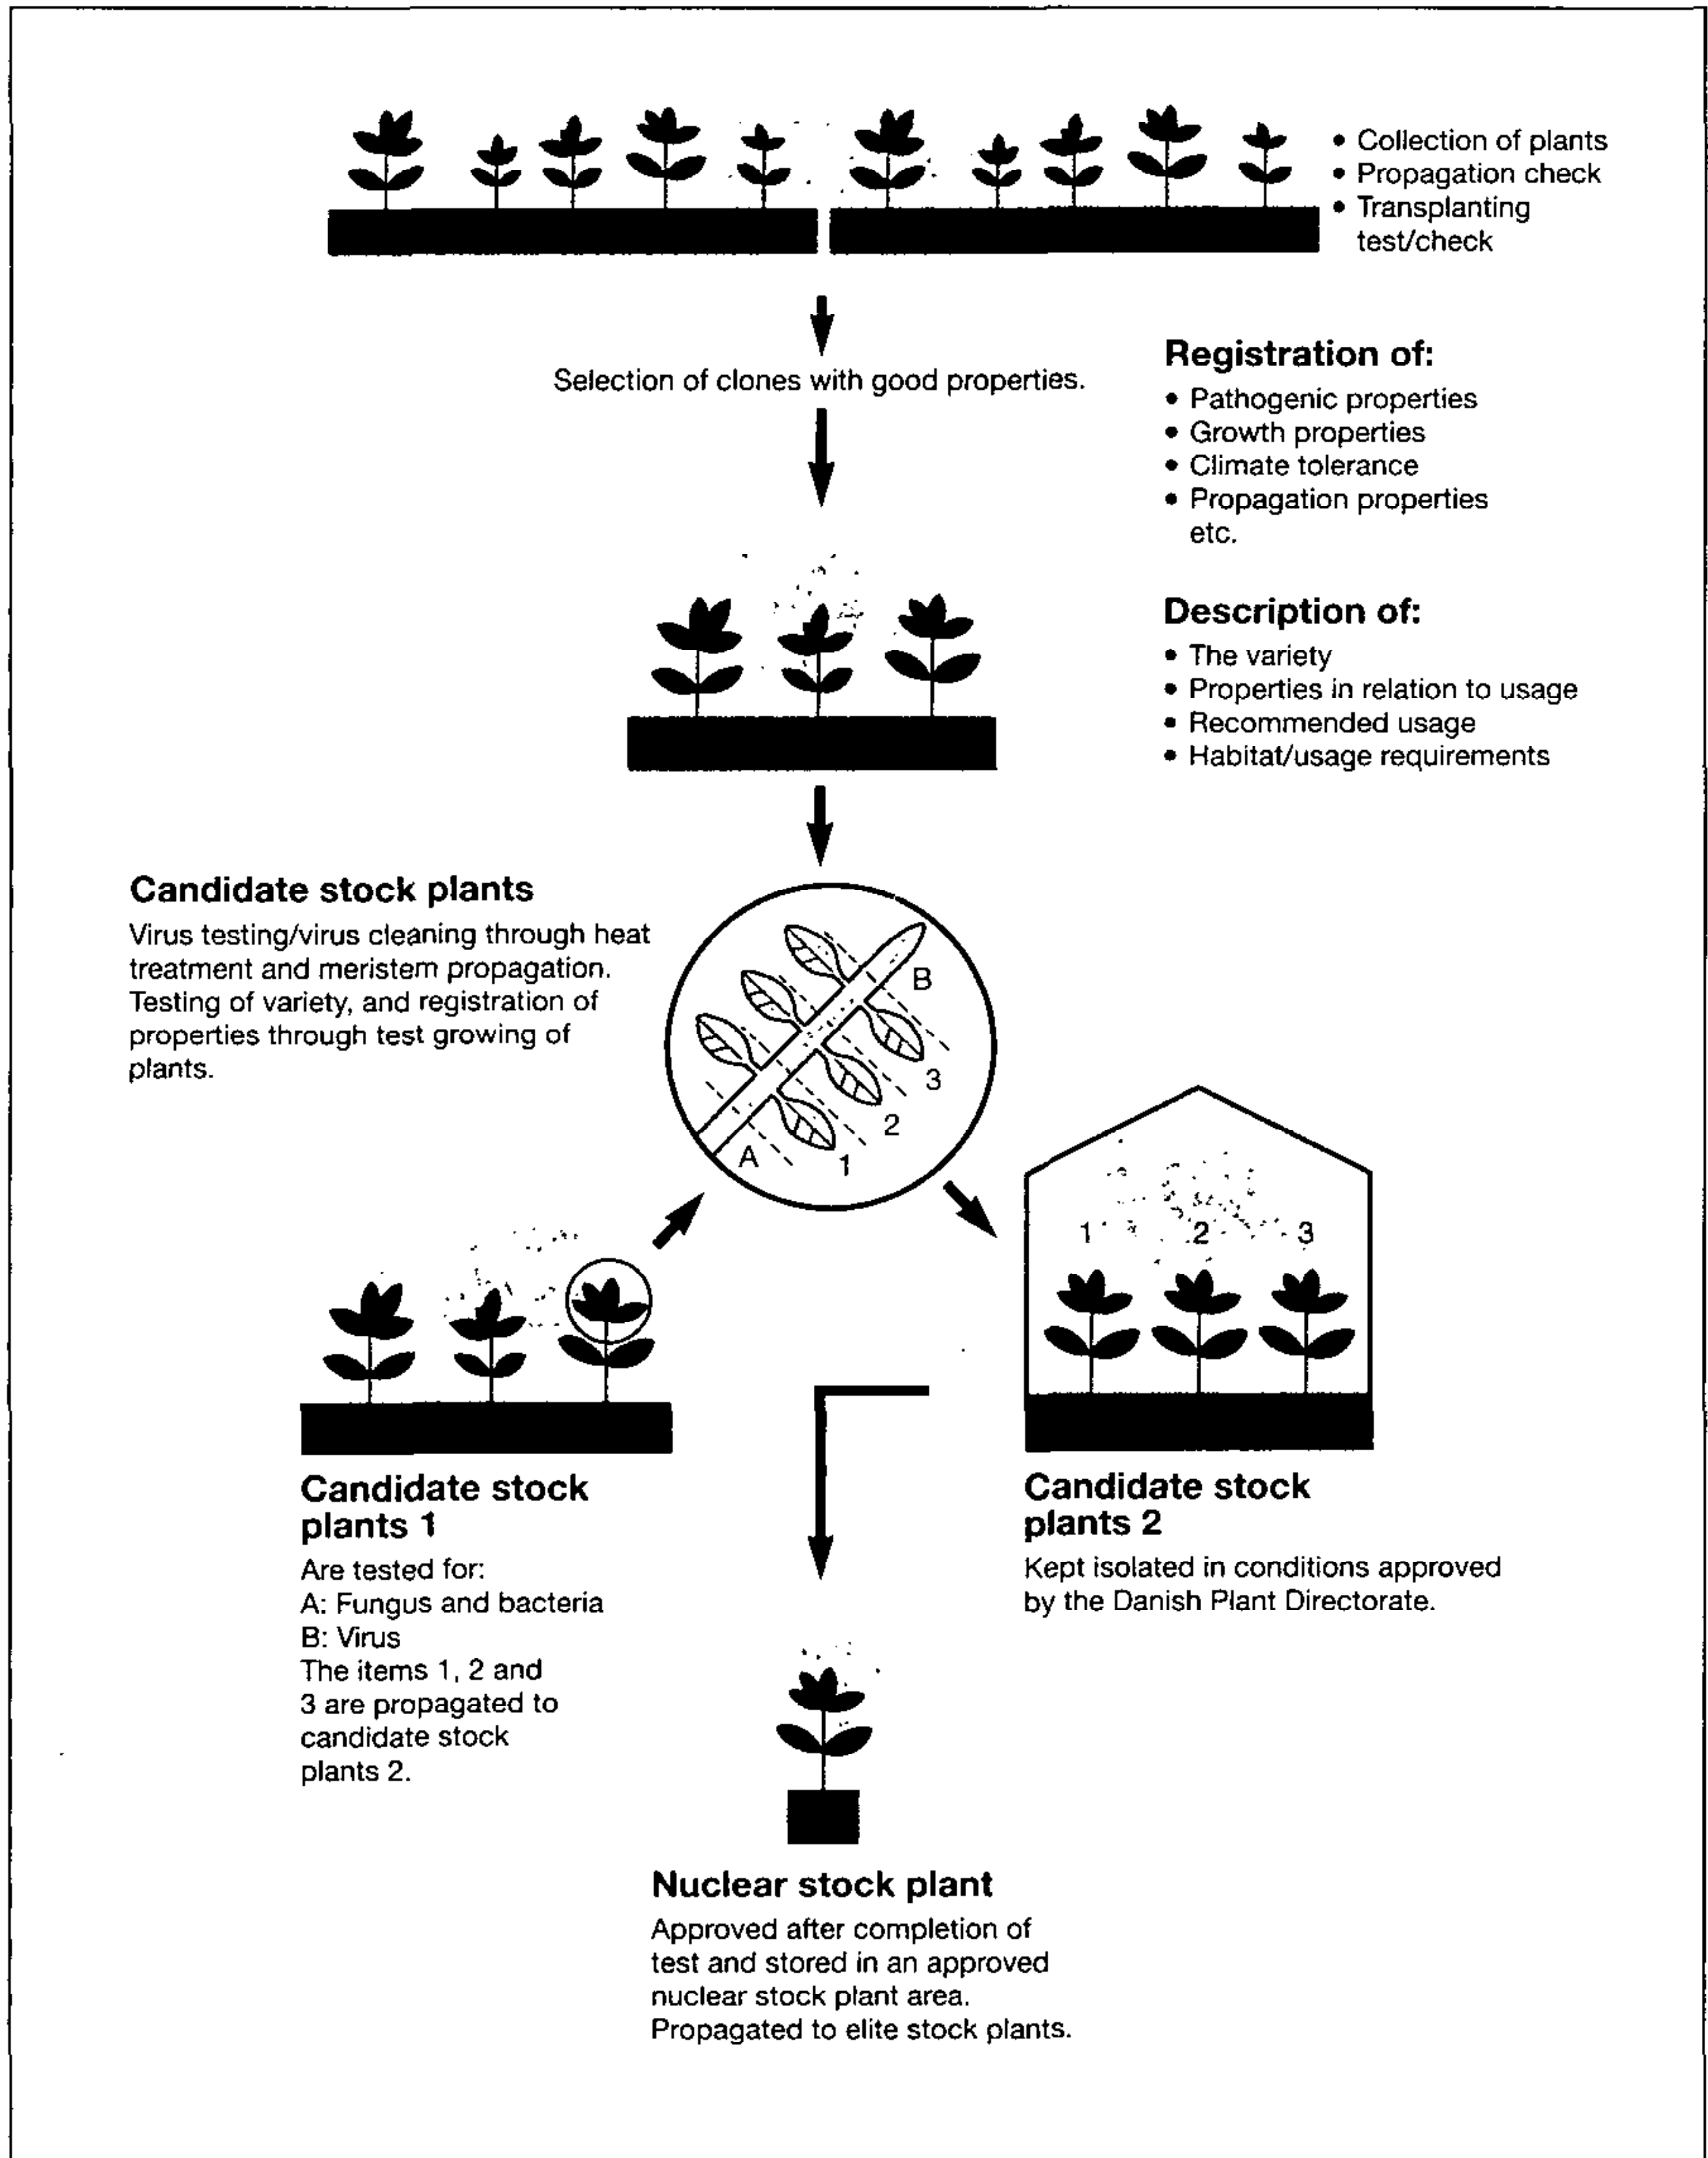 • Collection of plants
• Propagation check
• Transplanting
test/check
Selection of clones with good properties.
Registration of:
• Pathogenic properties
• Growth properties
• Climate tolerance
• Propagation properties
etc.
Description of:
• The variety
• Properties in relation to usage
• Recommended usage
• Habitat/usage requirements
Candidate stock plants
Virus testing/virus cleaning through heat
treatment and meristem propagation.
Testing of variety, and registration of
properties through test growing of
plants.
B
3
2
A
1
1 2 3
Candidate stock
plants 1
Are tested for:
A: Fungus and bacteria
B: Virus
The items 1, 2 and
3 are propagated to
candidate stock
plants 2.
Candidate stock
plants 2
Kept isolated in conditions approved
by the Danish Plant Directorate.
Nuclear stock plant
Approved after completion of
test and stored in an approved
nuclear stock plant area.
Propagated to elite stock plants.